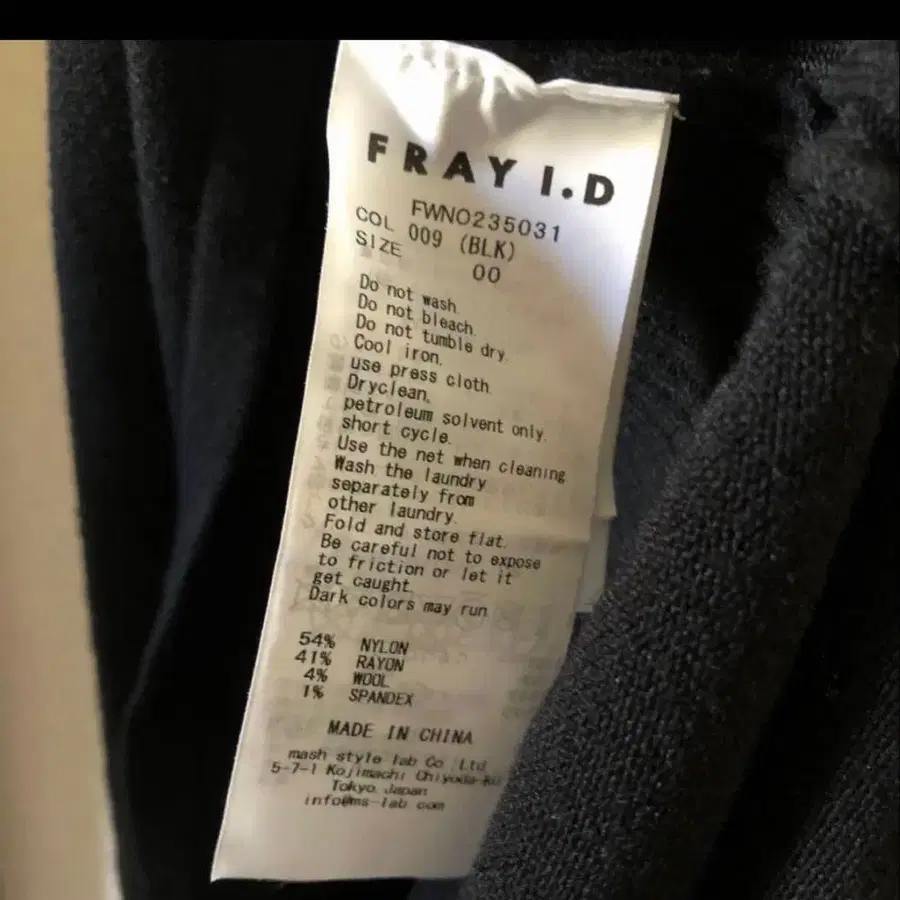 FRAY I.D
FWNO235031
COL 009 (BLK)
SIZE 00
Do not wash.
Do not bleach.
Do not tumble dry.
Cool iron.
use press cloth.
Dryclean,
petroleum solvent only.
short cycle.
Use the net when cleaning
Wash the laundry
separately from
other laundry.
Fold and store flat.
Be careful not to expose
to friction or let it
get caught.
Dark colors may run
54% NYLON
41% RAYON
4% WOOL
1% SPANDEX
MADE IN CHINA
mash style lab Co.,Ltd.
5-7-1 Kojimachi Chiyoda-Ku
Tokyo Japan
info@ms-lab com